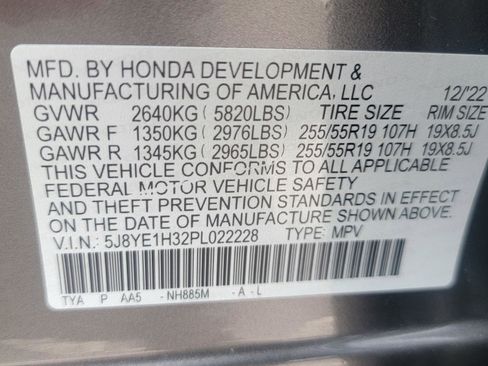 MFD. BY HONDA DEVELOPMENT &
MANUFACTURING OF AMERICA, LLC 12/'22
GVWR 2640KG ( 5820LBS) TIRE SIZE RIM SIZE
GAWR F 1350KG ( 2976LBS) 255/55R19 107H 19X8.5J
GAWR R 1345KG ( 2965LBS) 255/55R19 107H 19X8.5J
THIS VEHICLE CONFORMS TO ALL APPLICABLE
FEDERAL MOTOR VEHICLE SAFETY
AND THEFT PREVENTION STANDARDS IN EFFECT
ON THE DATE OF MANUFACTURE SHOWN ABOVE.
V.I.N.: 5J8YE1H32PL022228 TYPE: MPV
TYA P AA5 - NH885M - A - L